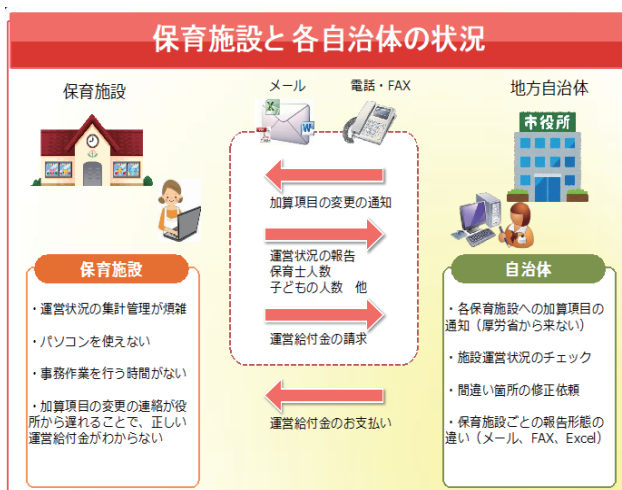 保育施設と各自治体の状況
保育施設
メール
電話・FAX
地方自治体
市役所
加算項目の変更の通知
運営状況の報告
保育士人数
子どもの人数　他
運営給付金の請求
運営給付金のお支払い
保育施設
・運営状況の集計管理が煩雑
・パソコンを使えない
・事務作業を行う時間がない
・加算項目の変更の連絡が役
所から遅れることで、正しい
運営給付金がわからない
自治体
・各保育施設への加算項目の
通知（厚労省から来ない）
・施設運営状況のチェック
・間違い箇所の修正依頼
・保育施設ごとの報告形態の
違い（メール、FAX、Excel）